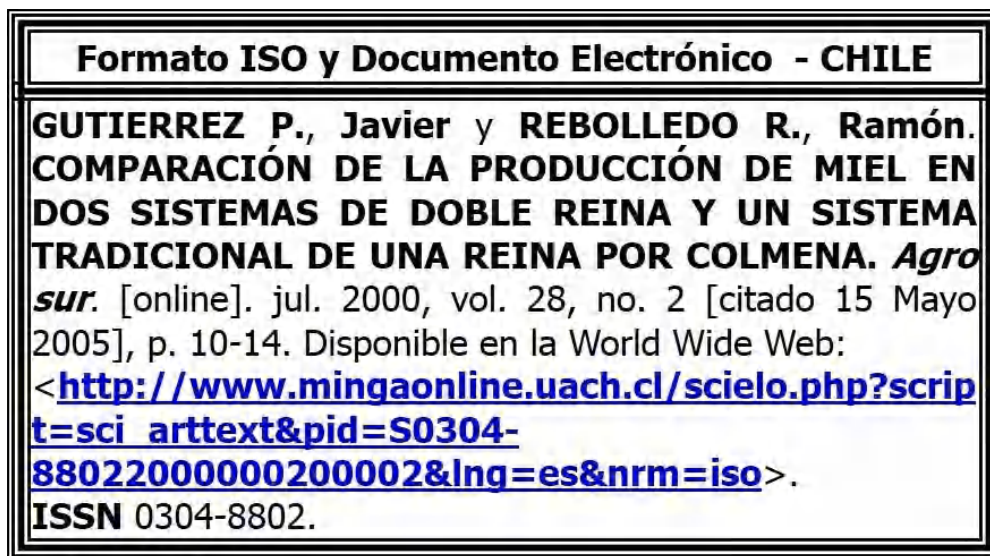 Formato ISO y Documento Electrónico - CHILE
GUTIERREZ P., Javier y REBOLLEDO R., Ramón.
COMPARACIÓN DE LA PRODUCCIÓN DE MIEL EN
DOS SISTEMAS DE DOBLE REINA Y UN SISTEMA
TRADICIONAL DE UNA REINA POR COLMENA. Agro
sur. [online]. jul. 2000, vol. 28, no. 2 [citado 15 Mayo
2005], p. 10-14. Disponible en la World Wide Web:
<http://www.mingaonline.uach.cl/scielo.php?scrip
t=sci_arttext&pid=S0304-
88022000000200002&lng=es&nrm=iso>.
ISSN 0304-8802.